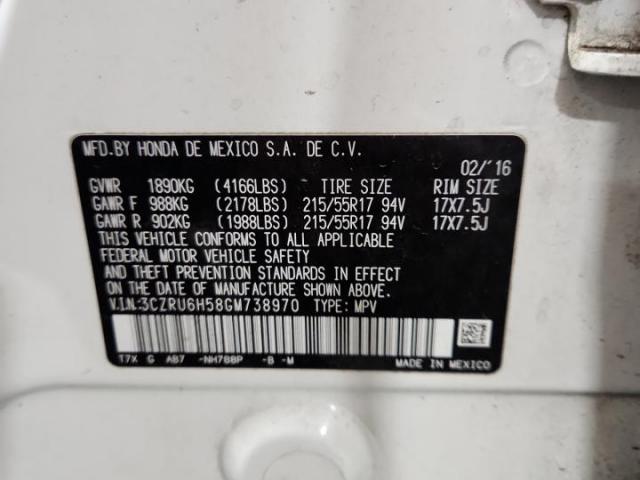 MFD.BY HONDA DE MEXICO S.A. DE C.V.
02/'16
GVWR 1890KG (4166LBS) TIRE SIZE RIM SIZE
GAWR F 988KG (2178LBS) 215/55R17 94V 17X7.5J
GAWR R 902KG (1988LBS) 215/55R17 94V 17X7.5J
THIS VEHICLE CONFORMS TO ALL APPLICABLE
FEDERAL MOTOR VEHICLE SAFETY
AND THEFT PREVENTION STANDARDS IN EFFECT
ON THE DATE OF MANUFACTURE SHOWN ABOVE.
V.I.N:3CZRU6H58GM738970 TYPE: MPV
T7X G AB7 -NH788P -B -M MADE IN MEXICO